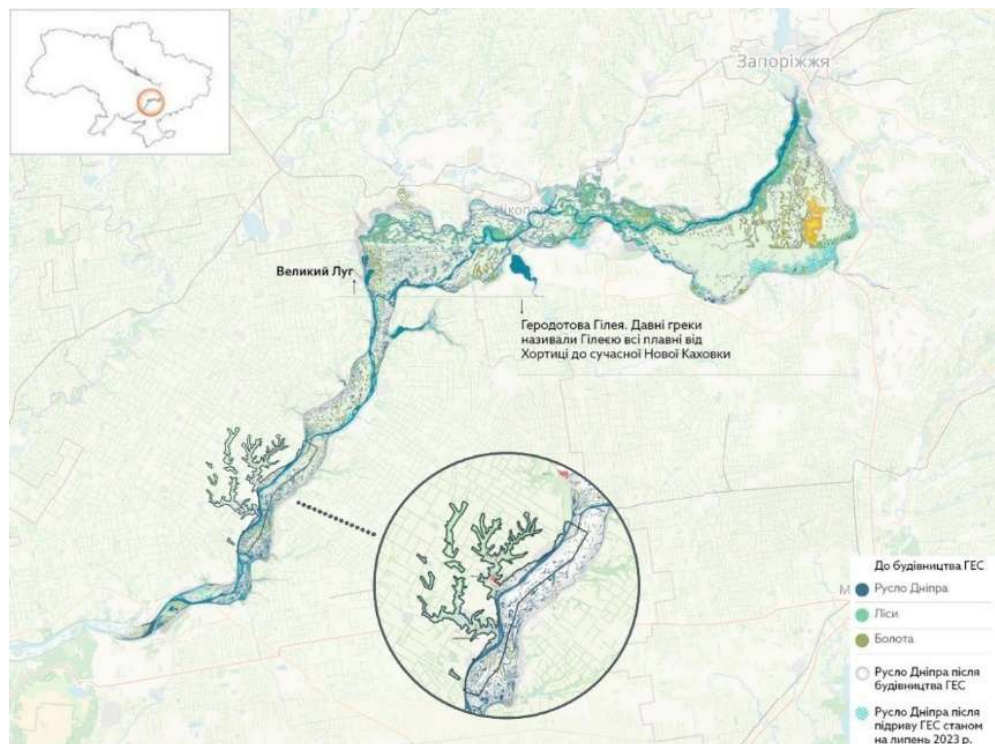 Запоріжжя
Великий Луг
Геродотова Гілея. Давні греки
називали Гілеєю всі плавні від
Хортиці до сучасної Нової Каховки
До будівництва ГЕС
М
Русло Дніпра
Ліси
Болота
Русло Дніпра після
будівництва ГЕС
Русло Дніпра після
підриву ГЕС станом
на липень 2023 р.